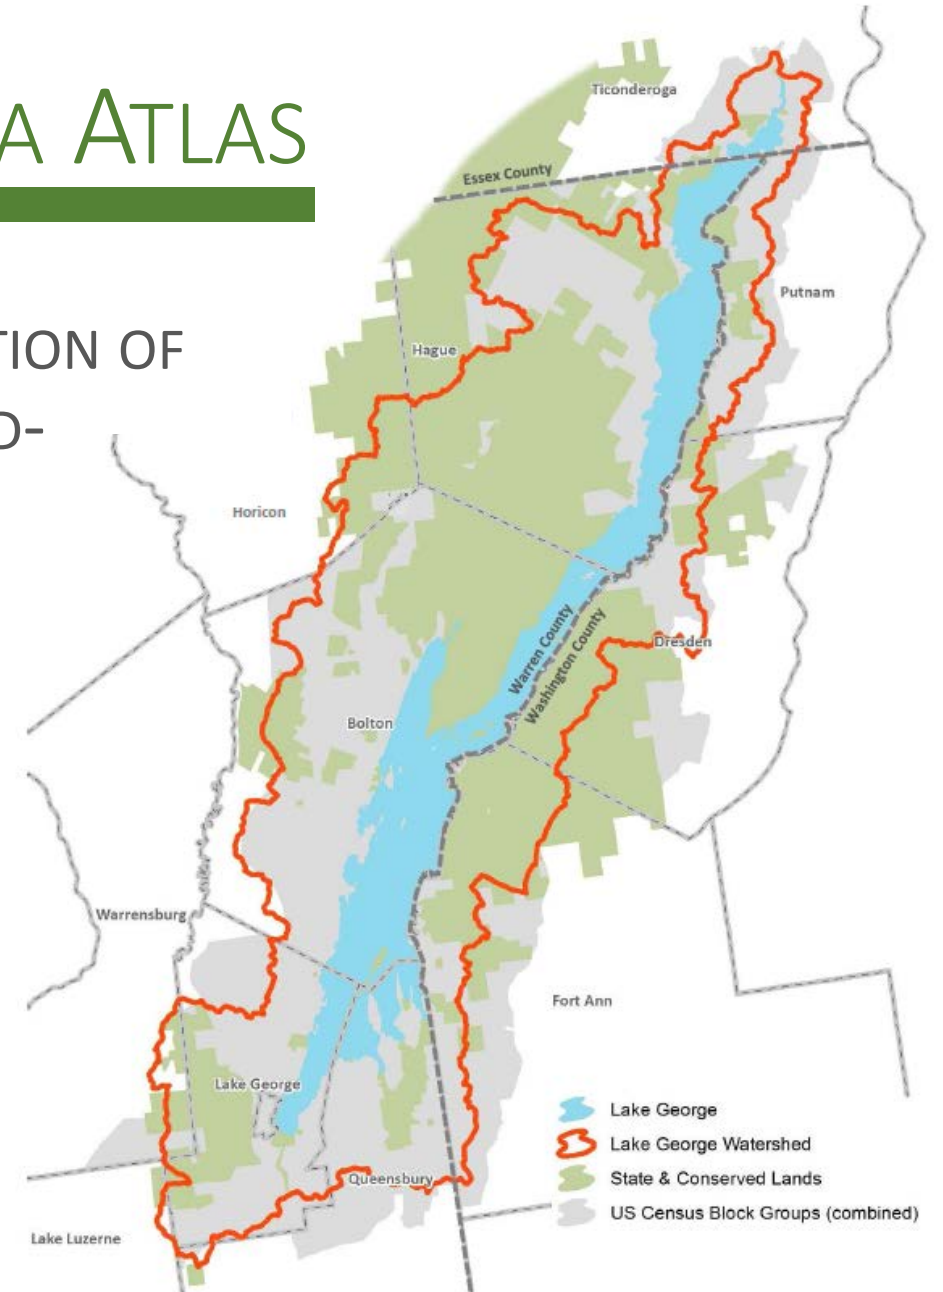 A ATLAS
TION OF
D-
Ticonderoga
Essex County
Putnam
Hague
Horicon
Warren County
Washington County
Dresden
Bolton
Warrensburg
Fort Ann
Lake George
Queensbury
Lake Luzerne
Lake George
Lake George Watershed
State & Conserved Lands
US Census Block Groups (combined)